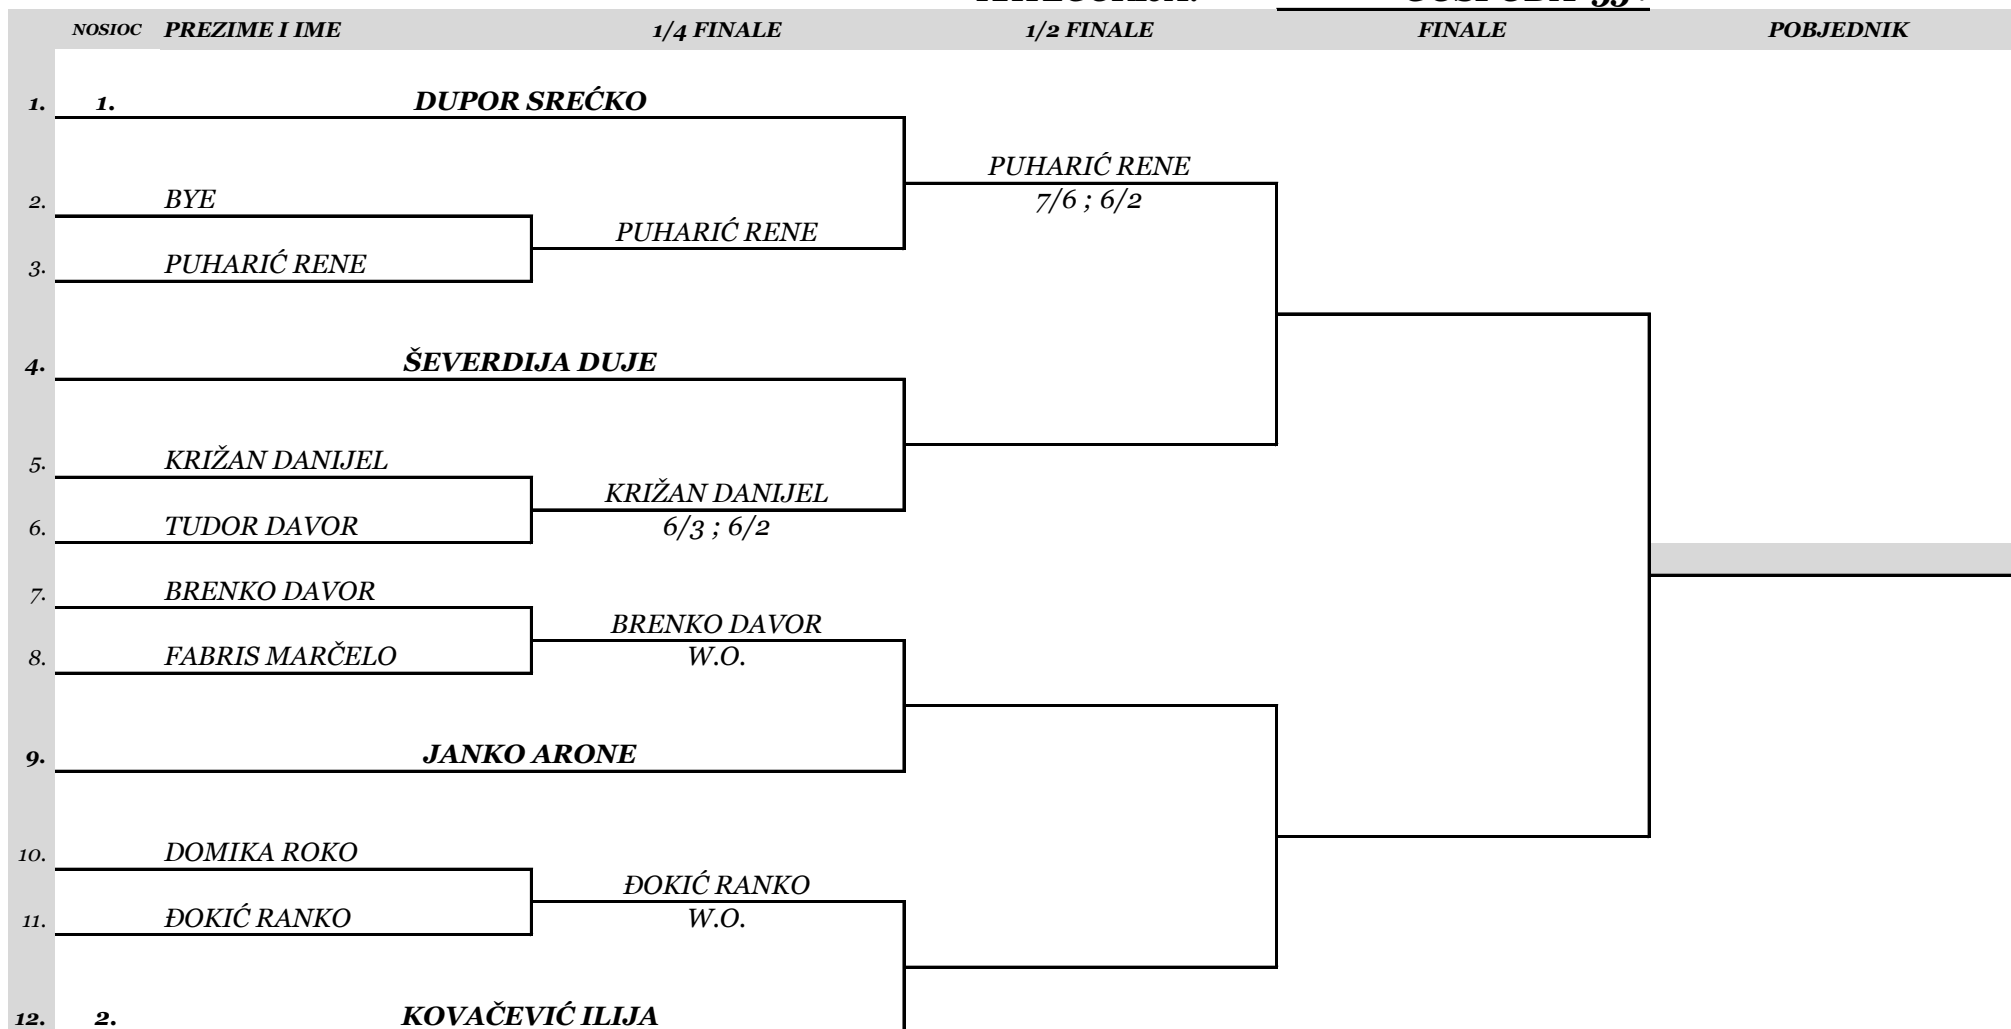 NOSIOC PREZIME I IME 1/4 FINALE 1/2 FINALE FINALE POBJEDNIK
1. 1. DUPOR SREĆKO
PUHARIĆ RENE
2. BYE 7/6 ; 6/2
PUHARIĆ RENE
3. PUHARIĆ RENE
4. ŠEVERDIJA DUJE
5. KRIŽAN DANIJEL
KRIŽAN DANIJEL
6. TUDOR DAVOR 6/3 ; 6/2
7. BRENKO DAVOR
BRENKO DAVOR
8. FABRIS MARČELO W.O.
9. JANKO ARONE
10. DOMIKA ROKO
ĐOKIĆ RANKO
11. ĐOKIĆ RANKO W.O.
12. 2. KOVAČEVIĆ ILIJA